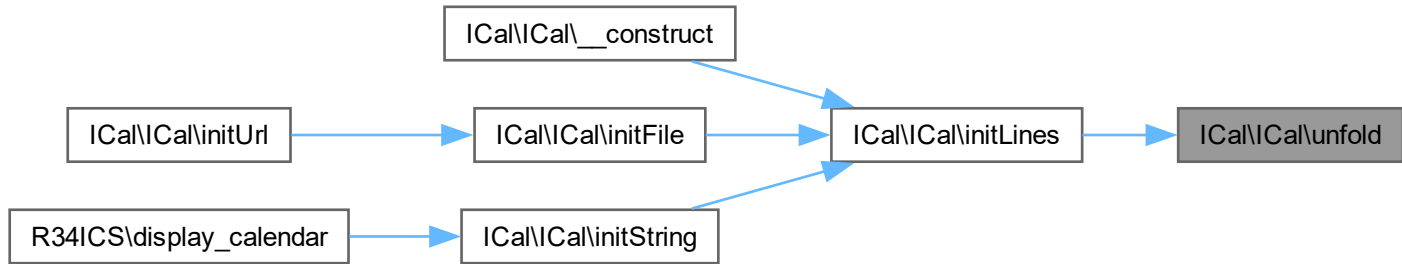 ICal\ICal\__construct
ICal\ICal\initUrl
ICal\ICal\initFile
ICal\ICal\initLines
ICal\ICal\unfold
R34ICS\display_calendar
ICal\ICal\initString